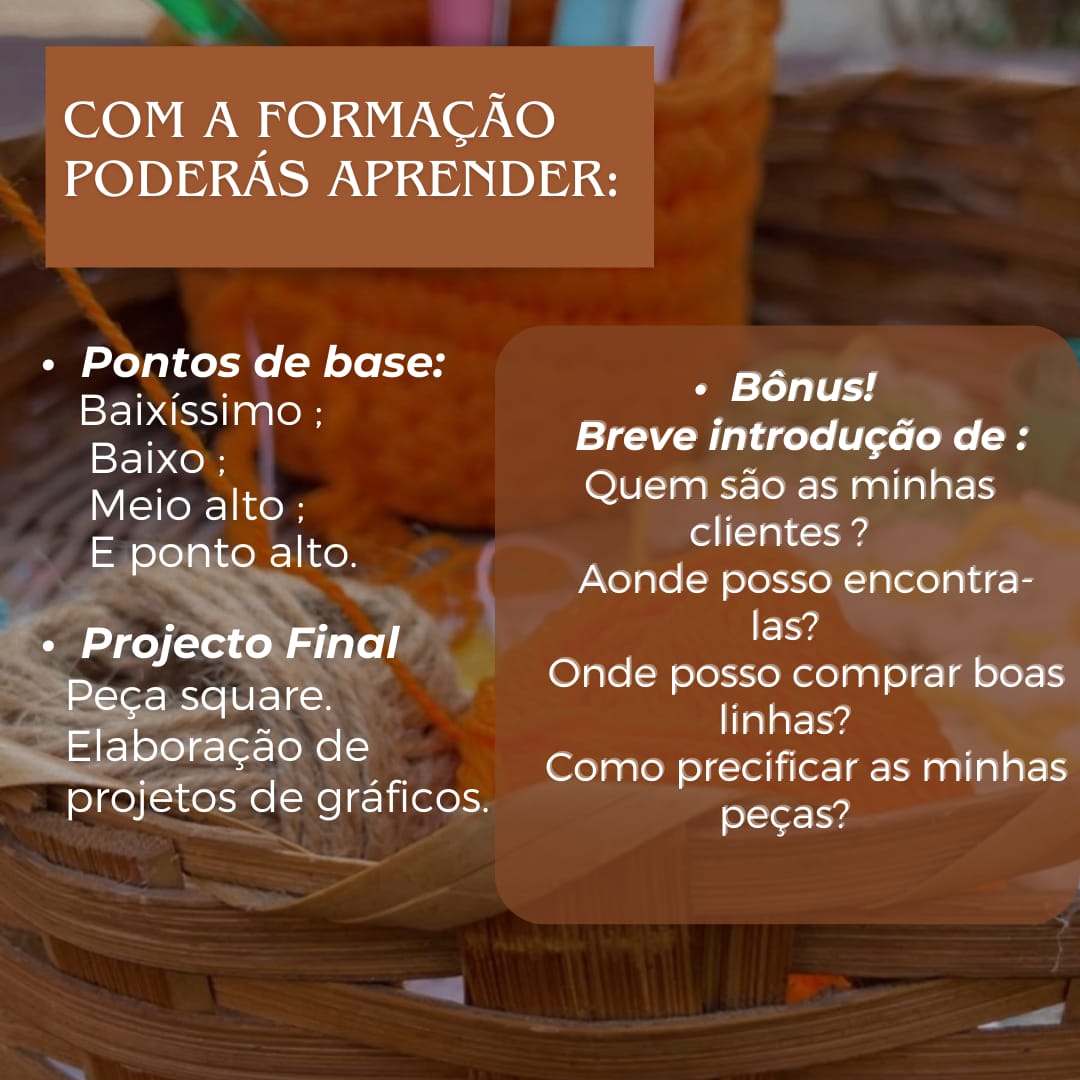 COM A FORMAÇÃO
PODERÁS APRENDER:
• Pontos de base:
Baixíssimo ;
Baixo ;
Meio alto ;
E ponto alto.
• Projecto Final
Peça square.
Elaboração de
projetos de gráficos.
• Bônus!
Breve introdução de :
Quem são as minhas
clientes ?
Aonde posso encontra-
las?
Onde posso comprar boas
linhas?
Como precificar as minhas
peças?